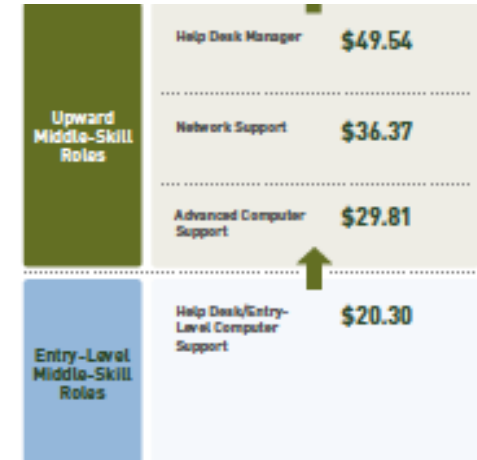 Upward
Middle-Skill
Roles
Help Desk Manager
$49.54
Network Support
$36.37
Advanced Computer
Support
$29.81
Entry-Level
Middle-Skill
Roles
Help Desk/Entry-
Level Computer
Support
$20.30